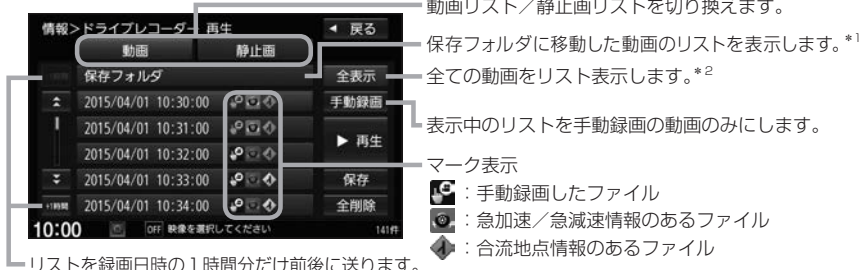 動画リスト／静止画リストを切り換えます。
情報>ドライブレコーダー 再生
◀ 戻る
動画
静止画
保存フォルダに移動した動画のリストを表示します。*1
保存フォルダ
全表示
全ての動画をリスト表示します。*2
2015/04/01 10:30:00
手動録画
2015/04/01 10:31:00
表示中のリストを手動録画の動画のみにします。
2015/04/01 10:32:00
▶ 再生
マーク表示
2015/04/01 10:33:00
保存
：手動録画したファイル
+1時間
2015/04/01 10:34:00
全削除
：急加速／急減速情報のあるファイル
10:00
OFF 映像を選択してください
141件
：合流地点情報のあるファイル
リストを録画日時の1時間分だけ前後に送ります。